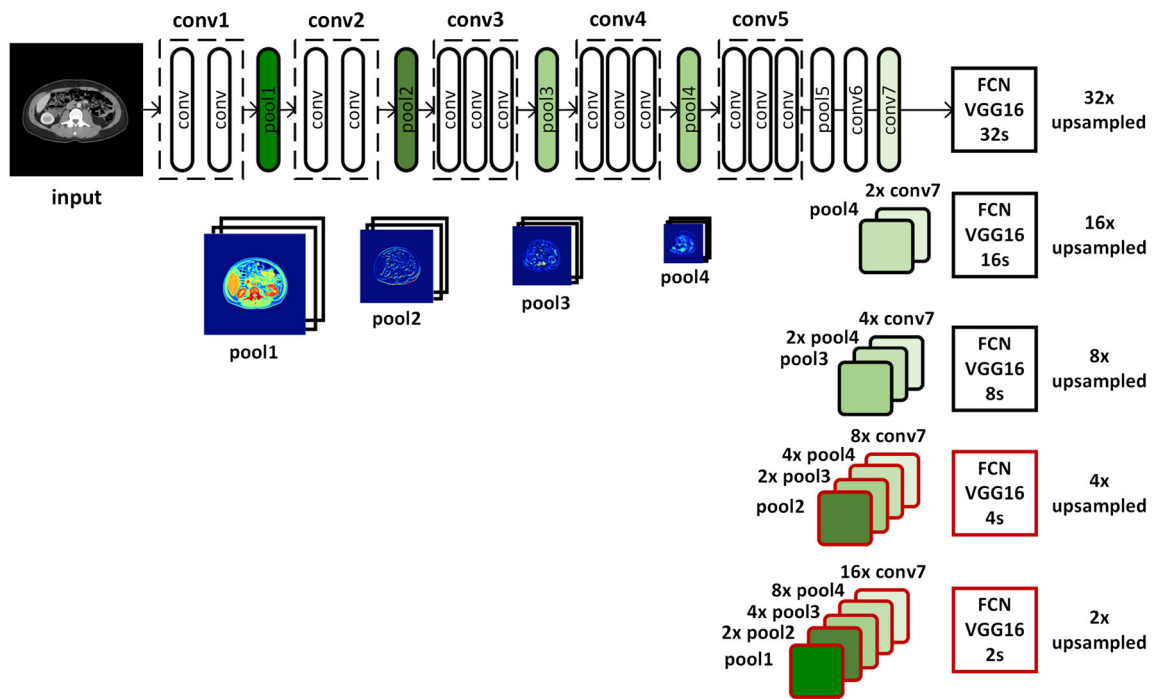 conv1 conv2 conv3 conv4 conv5
conv conv pool1 conv conv pool2 conv conv conv pool3 conv conv conv pool4 conv conv conv pool5 conv6 conv7
FCN
VGG16
32s
32x
upsampled
input
2x conv7
pool4
FCN
VGG16
16s
16x
upsampled
pool1
pool2
pool3
pool4
4x conv7
2x pool4
pool3
FCN
VGG16
8s
8x
upsampled
8x conv7
4x pool4
2x pool3
pool2
FCN
VGG16
4s
4x
upsampled
16x conv7
8x pool4
4x pool3
2x pool2
pool1
FCN
VGG16
2s
2x
upsampled